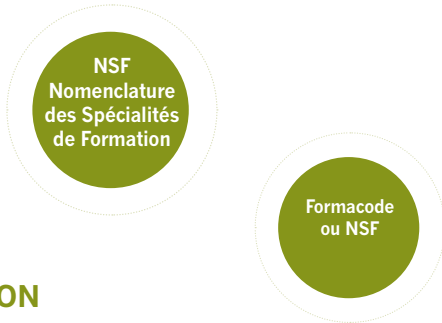 NSF
Nomenclature
des Spécialités
de Formation
Formacode
ou NSF
ON